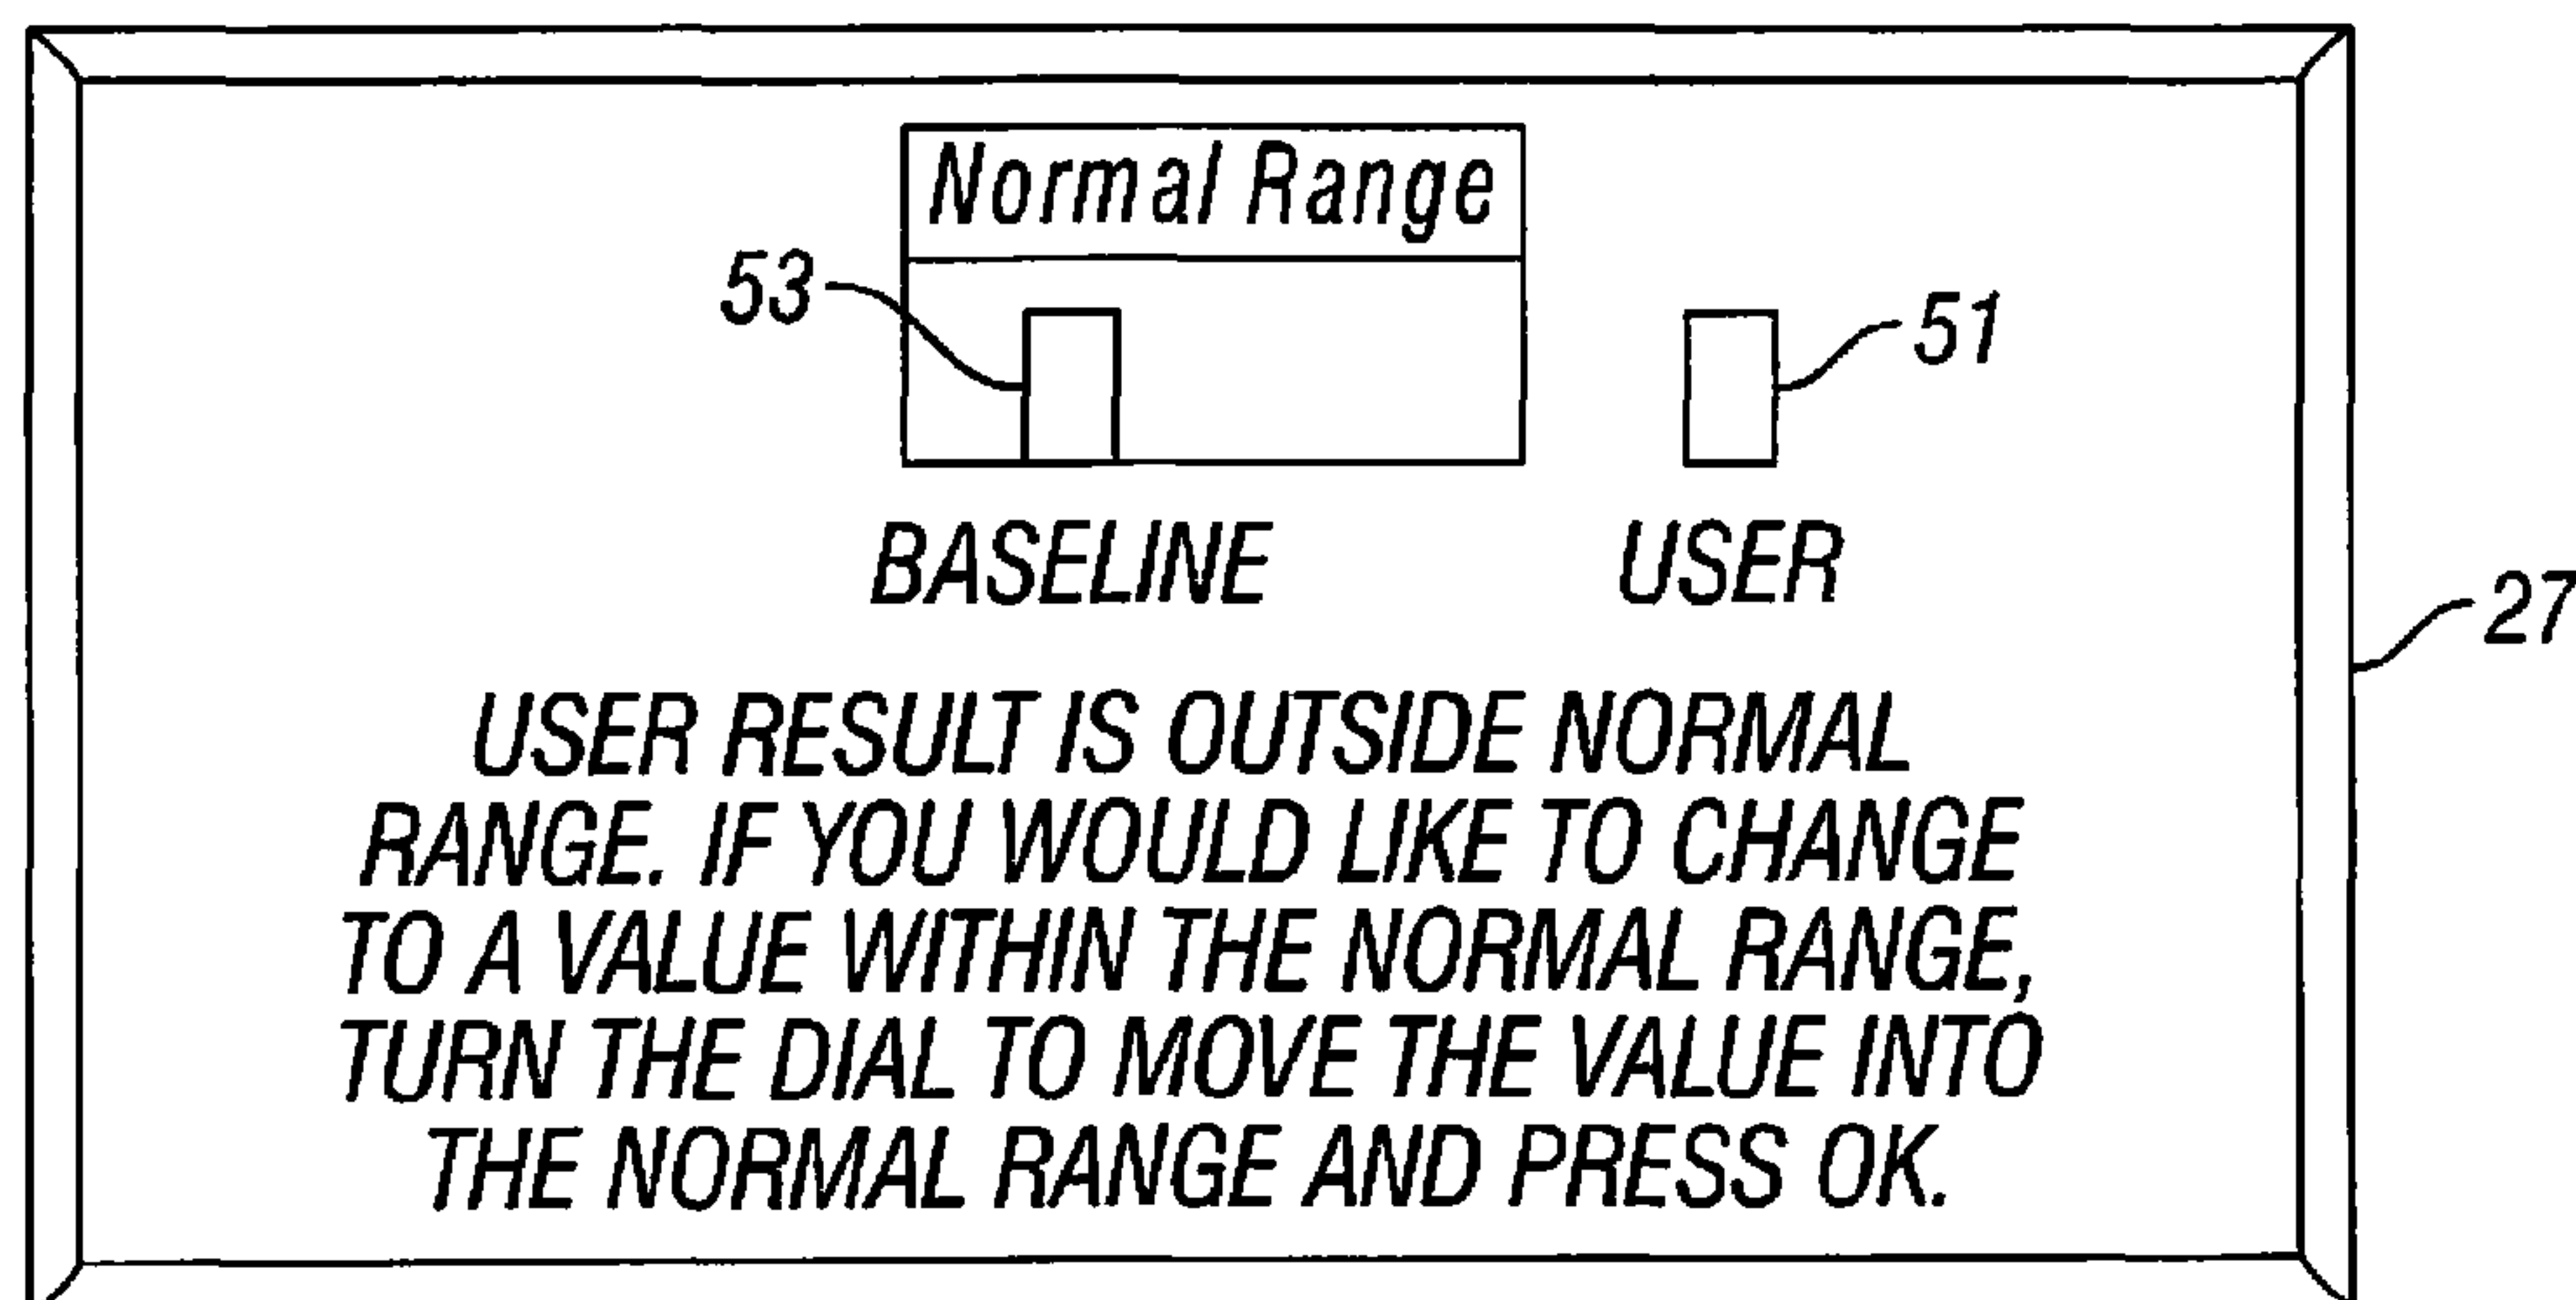 Normal Range
53
51
BASELINE USER
27
USER RESULT IS OUTSIDE NORMAL
RANGE. IF YOU WOULD LIKE TO CHANGE
TO A VALUE WITHIN THE NORMAL RANGE,
TURN THE DIAL TO MOVE THE VALUE INTO
THE NORMAL RANGE AND PRESS OK.